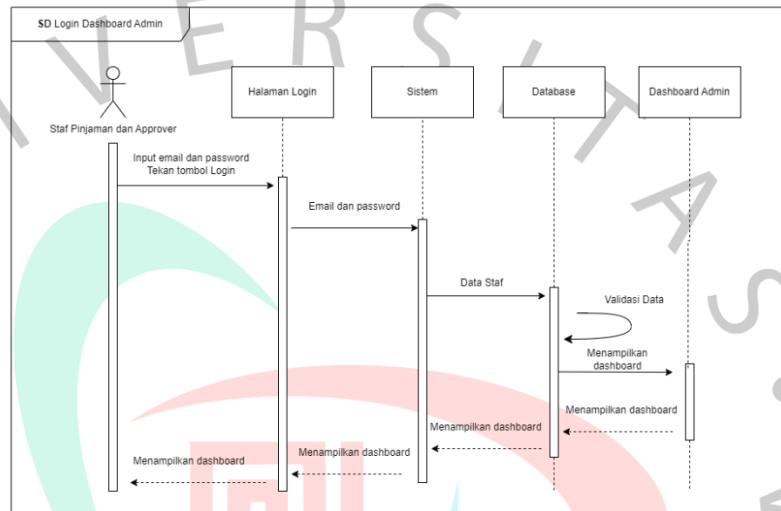 SD Login Dashboard Admin
Halaman Login
Sistem
Database
Dashboard Admin
Staf Pinjaman dan Approver
Input email dan password
Tekan tombol Login
Email dan password
Data Staf
Validasi Data
Menampilkan
dashboard
Menampilkan dashboard
Menampilkan dashboard
Menampilkan dashboard
Menampilkan dashboard
V E R S I T A S